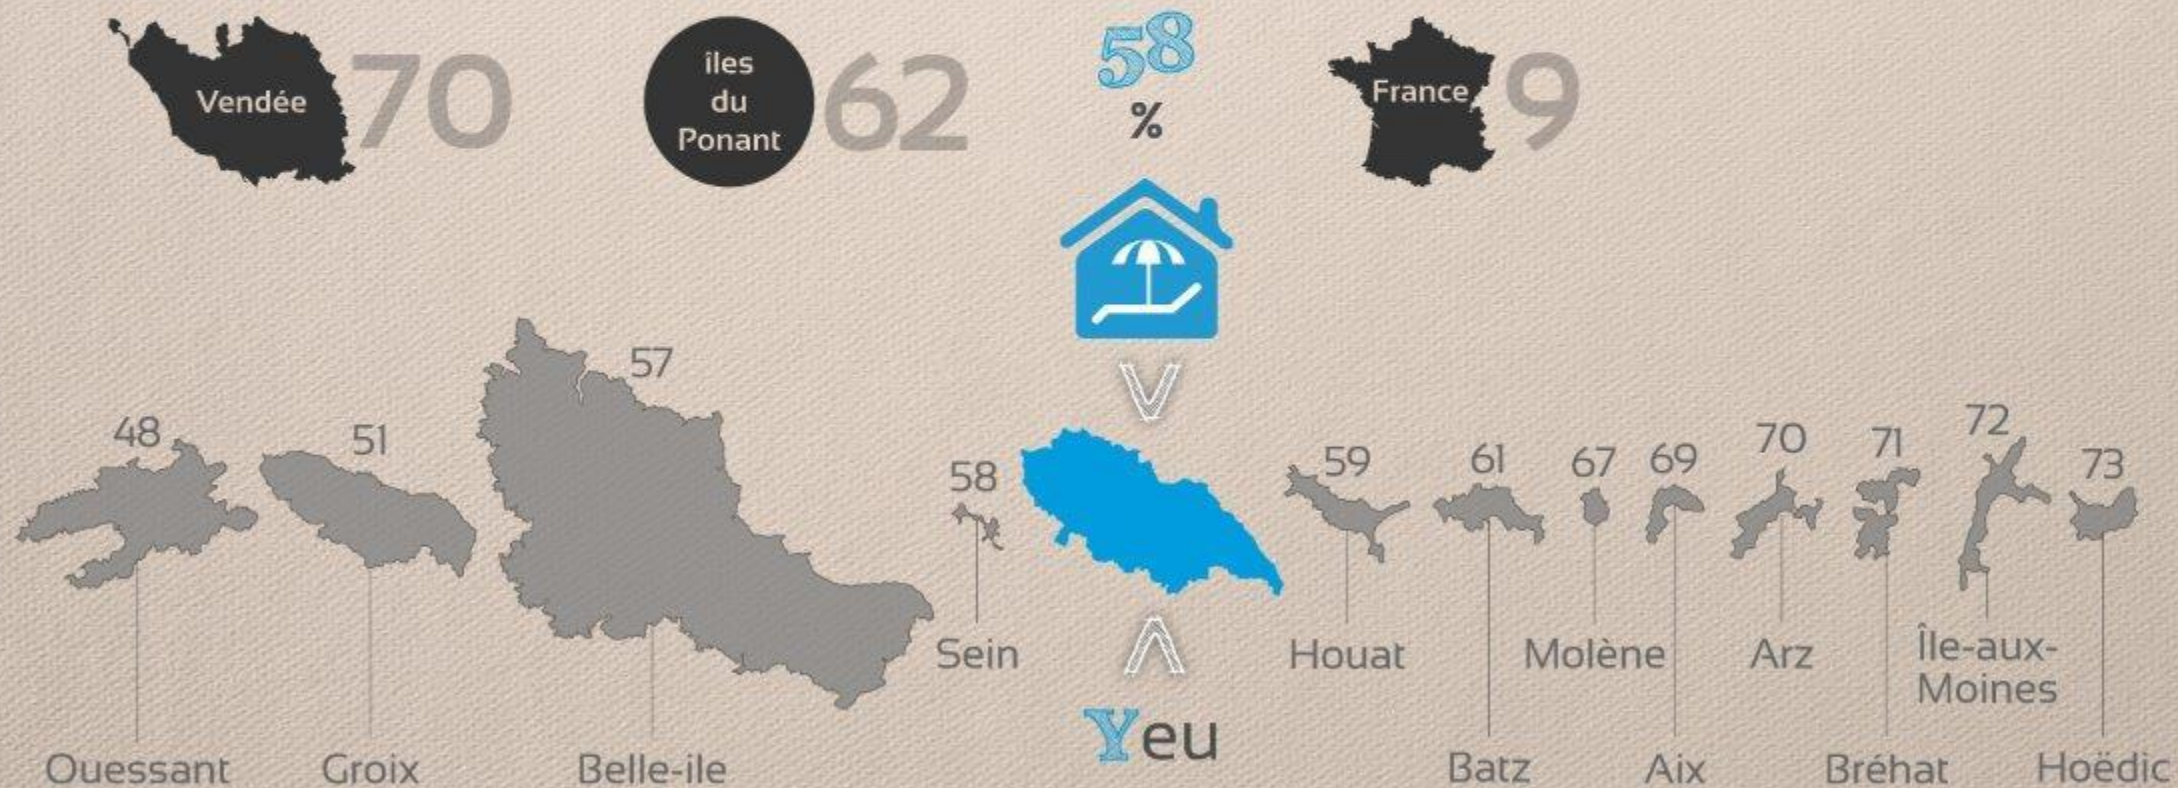 Vendée 70
îles
du
Ponant
62
58
%
France 9
48
51
57
58
59
61
67
69
70
71
72
73
Sein
Houat
Molène
Arz
Île-aux-
Moines
Yeu
Ouessant
Groix
Belle-ile
Batz
Aix
Bréhat
Hoëdic